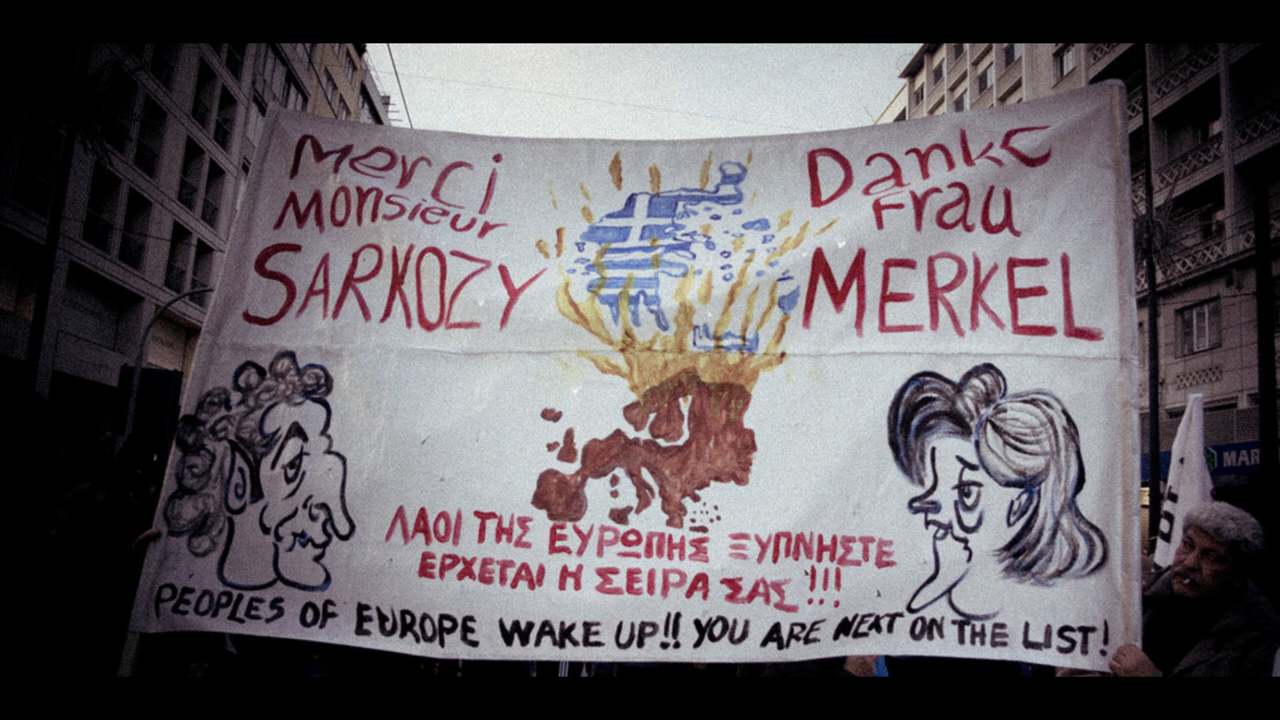 Merci
Monsieur
SARKOZY
Danke
Frau
MERKEL
ΛΑΟΙ ΤΗΣ ΕΥΡΩΠΗΣ ΞΥΠΝΗΣΤΕ
ΕΡΧΕΤΑΙ Η ΣΕΙΡΑ ΣΑΣ!!!
PEOPLES OF EUROPE WAKE UP!! YOU ARE NEXT ON THE LIST!
MAR